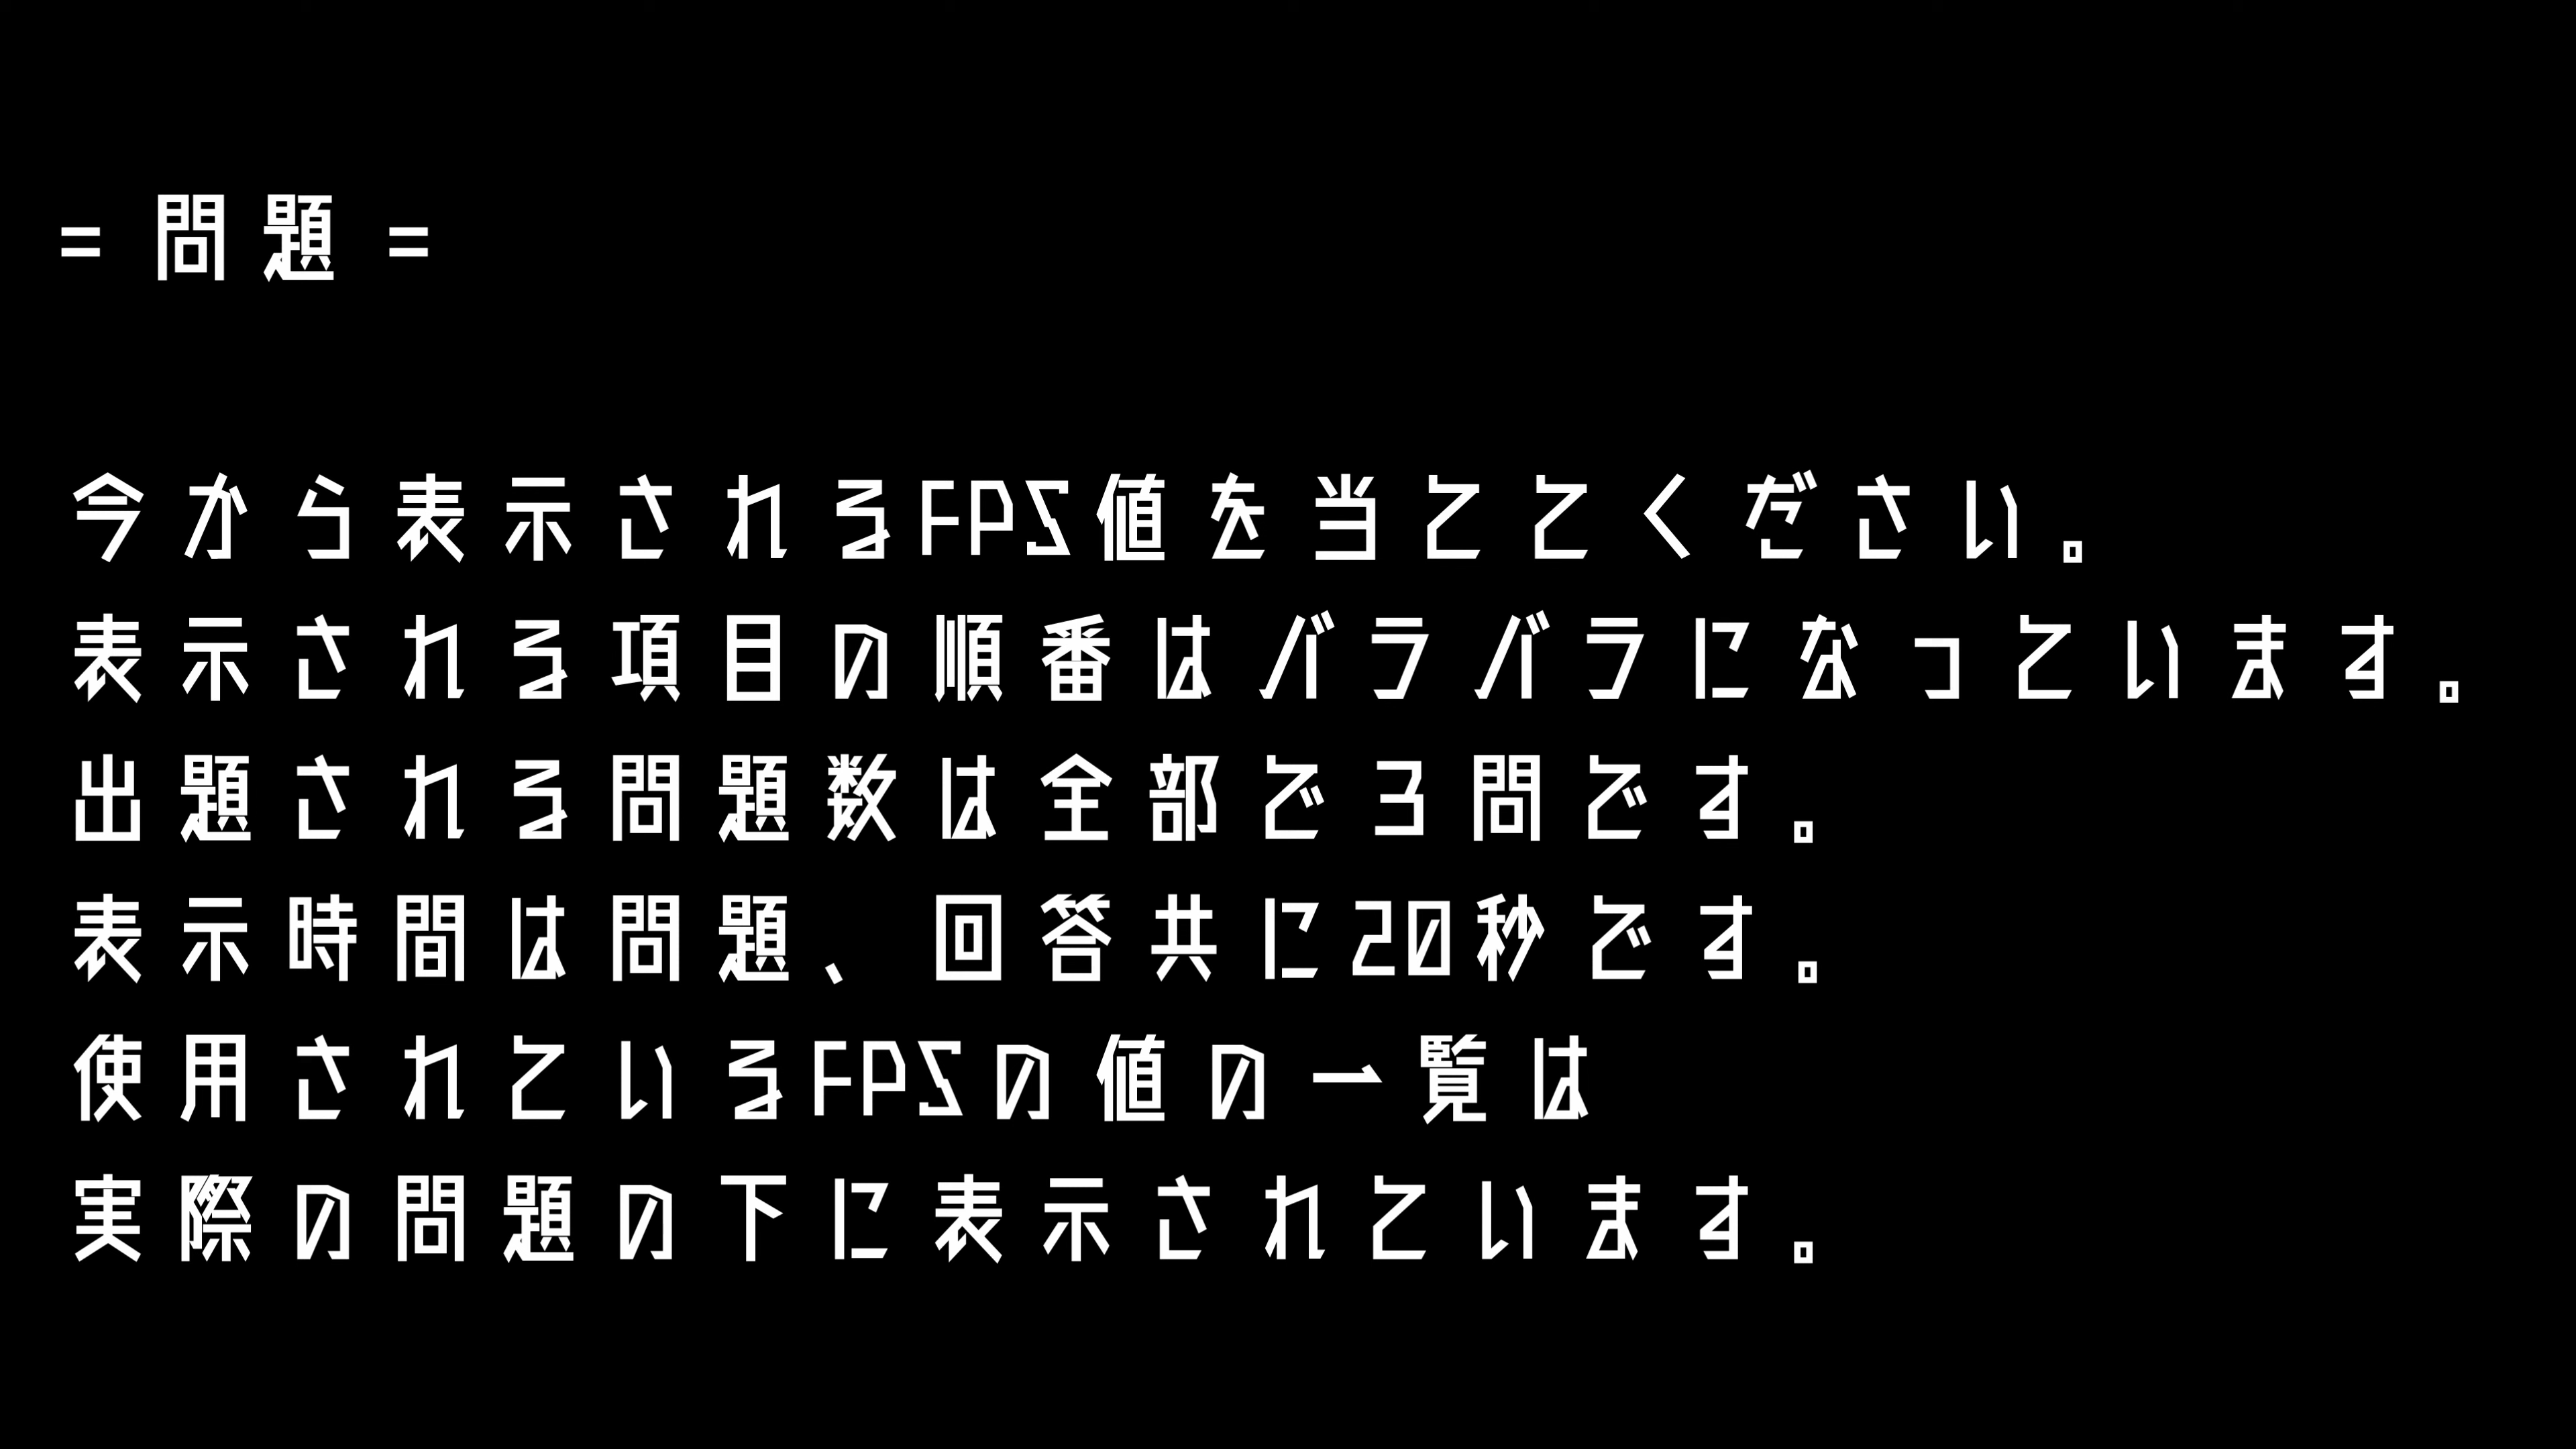 = 問題 =
今から表示されるFPS値を当ててください。
表示される項目の順番はバラバラになっています。
出題される問題数は全部で3問です。
表示時間は問題、回答共に20秒です。
使用されているFPSの値の一覧は
実際の問題の下に表示されています。